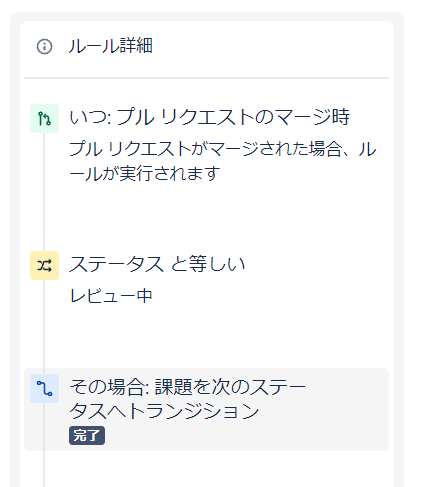 ルール詳細
いつ: プル リクエストのマージ時
プル リクエストがマージされた場合、ル
ールが実行されます
ステータス と等しい
レビュー中
その場合: 課題を次のステー
タスへトランジション
完了